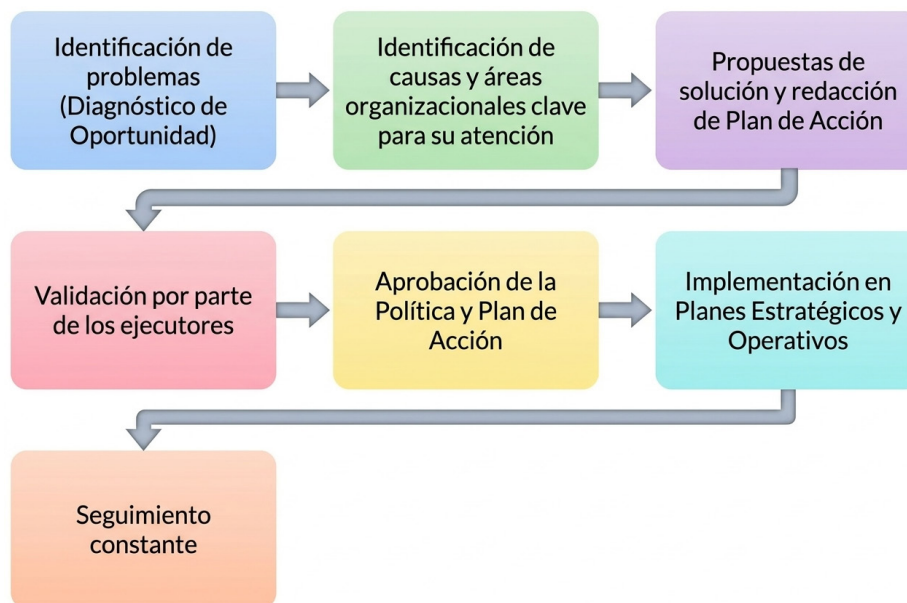 Identificación de
problemas
(Diagnóstico de
Oportunidad)
Identificación de
causas y áreas
organizacionales clave
para su atención
Propuestas de
solución y redacción
de Plan de Acción
Validación por parte
de los ejecutores
Aprobación de la
Política y Plan de
Acción
Implementación en
Planes Estratégicos y
Operativos
Seguimiento
constante